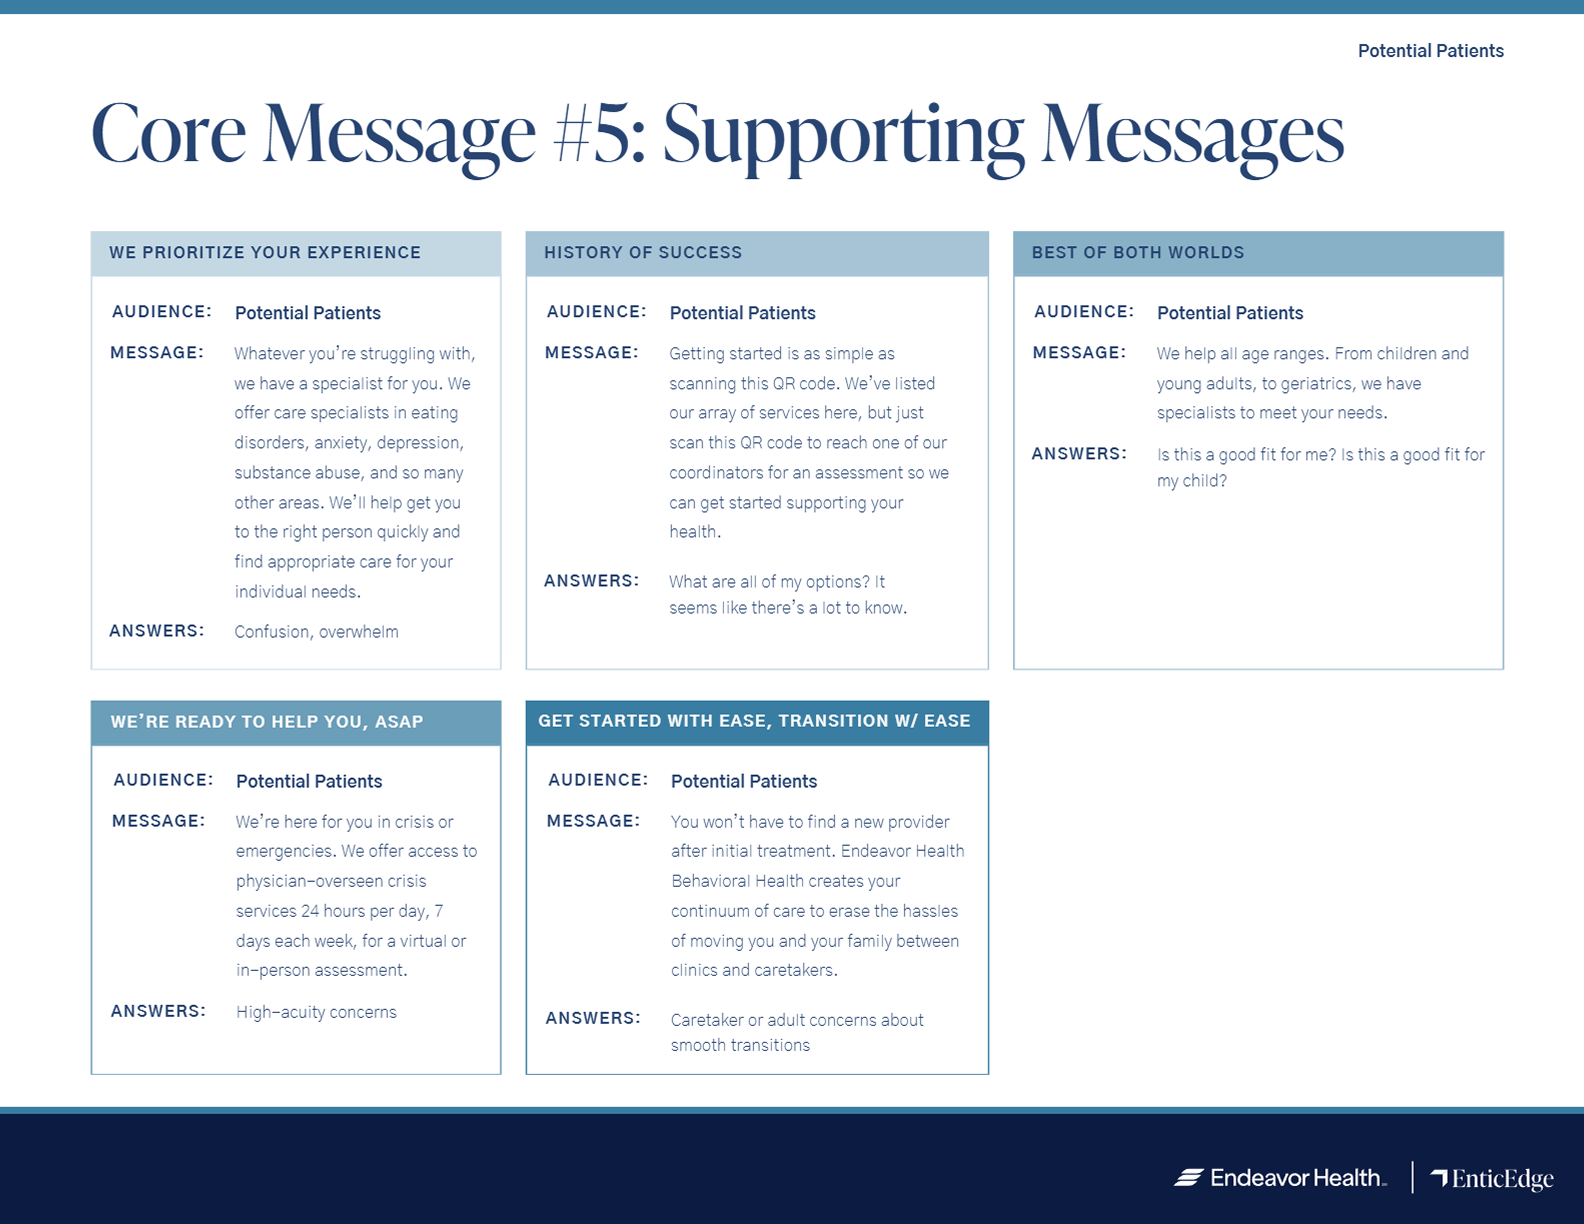 Potential Patients
Core Message #5: Supporting Messages
WE PRIORITIZE YOUR EXPERIENCE
AUDIENCE: Potential Patients
MESSAGE: Whatever you’re struggling with,
we have a specialist for you. We
offer care specialists in eating
disorders, anxiety, depression,
substance abuse, and so many
other areas. We’ll help get you
to the right person quickly and
find appropriate care for your
individual needs.
ANSWERS: Confusion, overwhelm
HISTORY OF SUCCESS
AUDIENCE: Potential Patients
MESSAGE: Getting started is as simple as
scanning this QR code. We’ve listed
our array of services here, but just
scan this QR code to reach one of our
coordinators for an assessment so we
can get started supporting your
health.
ANSWERS: What are all of my options? It
seems like there’s a lot to know.
BEST OF BOTH WORLDS
AUDIENCE: Potential Patients
MESSAGE: We help all age ranges. From children and
young adults, to geriatrics, we have
specialists to meet your needs.
ANSWERS: Is this a good fit for me? Is this a good fit for
my child?
WE’RE READY TO HELP YOU, ASAP
AUDIENCE: Potential Patients
MESSAGE: We’re here for you in crisis or
emergencies. We offer access to
physician-overseen crisis
services 24 hours per day, 7
days each week, for a virtual or
in-person assessment.
ANSWERS: High-acuity concerns
GET STARTED WITH EASE, TRANSITION W/ EASE
AUDIENCE: Potential Patients
MESSAGE: You won’t have to find a new provider
after initial treatment. Endeavor Health
Behavioral Health creates your
continuum of care to erase the hassles
of moving you and your family between
clinics and caretakers.
ANSWERS: Caretaker or adult concerns about
smooth transitions
Endeavor Health
EnticEdge